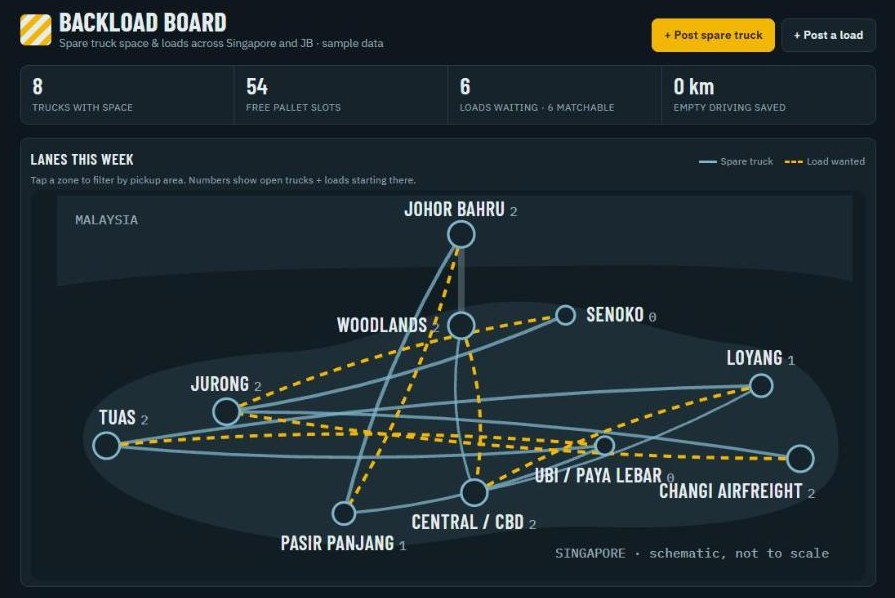 BACKLOAD BOARD
Spare truck space & loads across Singapore and JB · sample data
+ Post spare truck
+ Post a load
8
TRUCKS WITH SPACE
54
FREE PALLET SLOTS
6
LOADS WAITING · 6 MATCHABLE
0 km
EMPTY DRIVING SAVED
LANES THIS WEEK
Spare truck
Load wanted
Tap a zone to filter by pickup area. Numbers show open trucks + loads starting there.
MALAYSIA
JOHOR BAHRU 2
WOODLANDS 2
SENOKO 0
LOYANG 1
JURONG 2
TUAS 2
UBI / PAYA LEBAR 0
CHANGI AIRFREIGHT 2
CENTRAL / CBD 2
PASIR PANJANG 1
SINGAPORE · schematic, not to scale